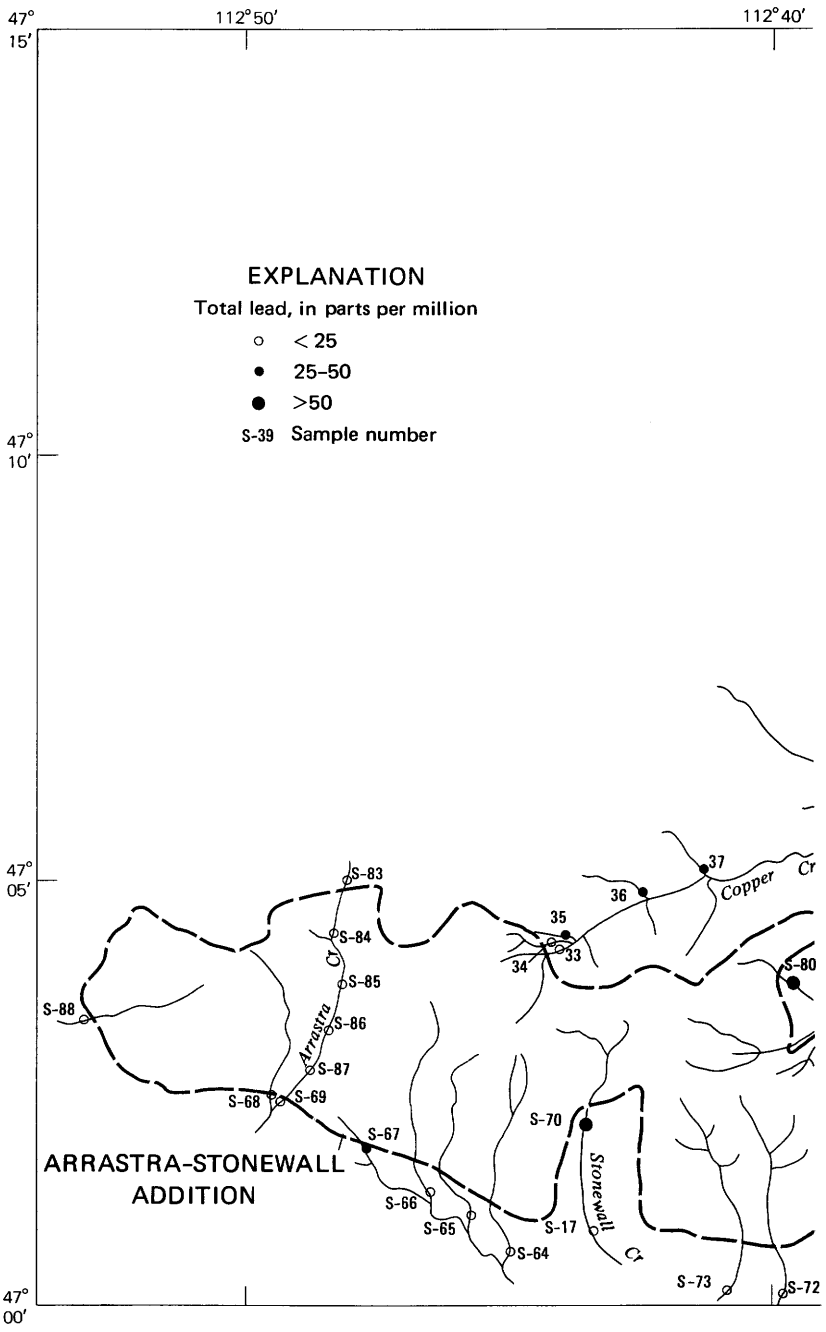 47°
15'
112°50'
112°40'
EXPLANATION
Total lead, in parts per million
< 25
25-50
>50
S-39 Sample number
47°
10'
47°
05'
S-83
37
Copper Cr
36
35
S-84
33
34
Cr
S-80
S-85
S-88
S-86
Arrastra
S-87
S-68
S-69
S-70
S-67
ARRASTRA-STONEWALL
ADDITION
Stonewall
S-66
S-65
S-17
S-64
Cr
S-73
S-72
47°
00'